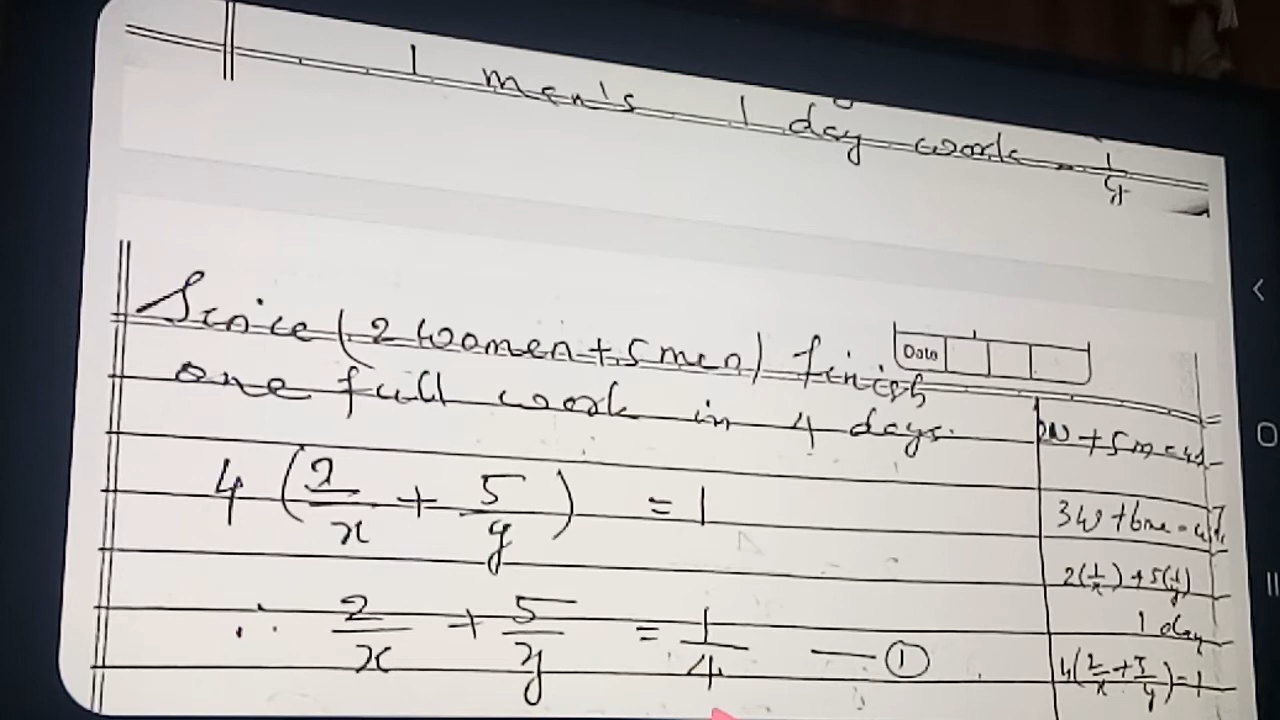 1 men's 1 day work = 1/y
Scnice (2 women + 5 men) finish
Date
one full work in 4 days.
2W + 5m = 4d
4 (2/x + 5/y) = 1
3W + 6m
2(1/x) + 5(1/y)
1 day
∴ 2/x + 5/y = 1/4 — ①
4(2/x + 5/y) = 1